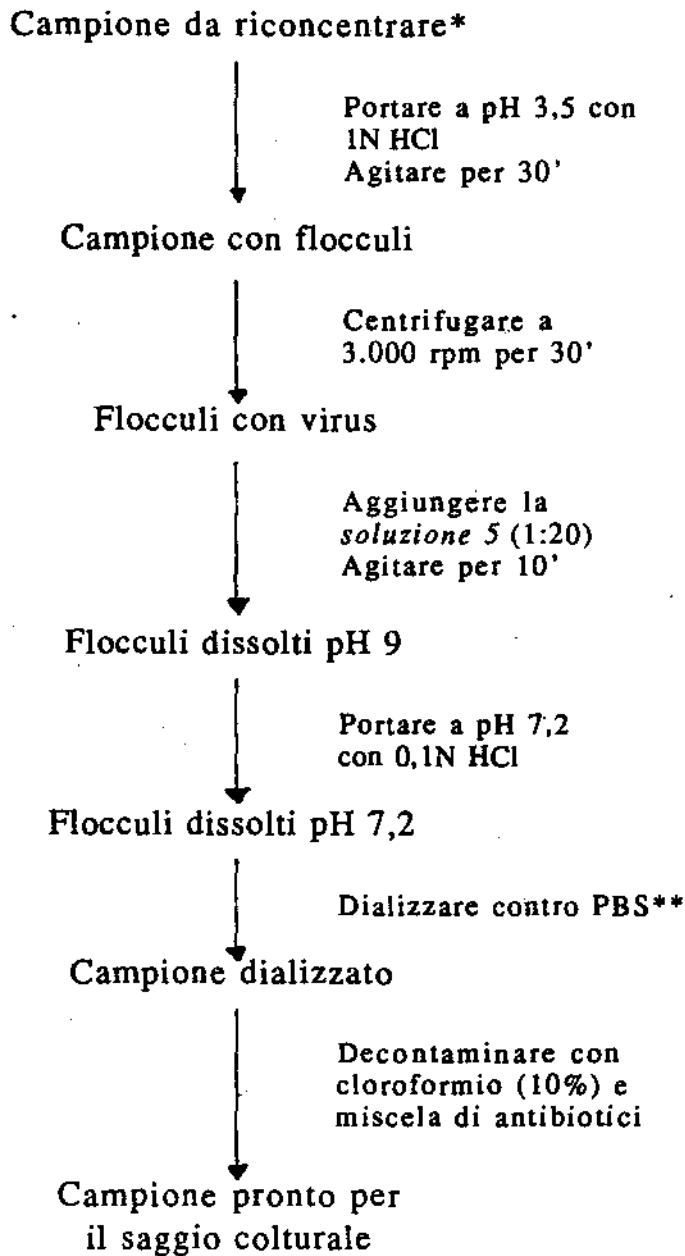 Campione da riconcentrare*
Portare a pH 3,5 con
1N HCl
Agitare per 30'
Campione con flocculi
Centrifugare a
3.000 rpm per 30'
Flocculi con virus
Aggiungere la
soluzione 5 (1:20)
Agitare per 10'
Flocculi dissolti pH 9
Portare a pH 7,2
con 0,1N HCl
Flocculi dissolti pH 7,2
Dializzare contro PBS**
Campione dializzato
Decontaminare con
cloroformio (10%) e
miscela di antibiotici
Campione pronto per
il saggio colturale